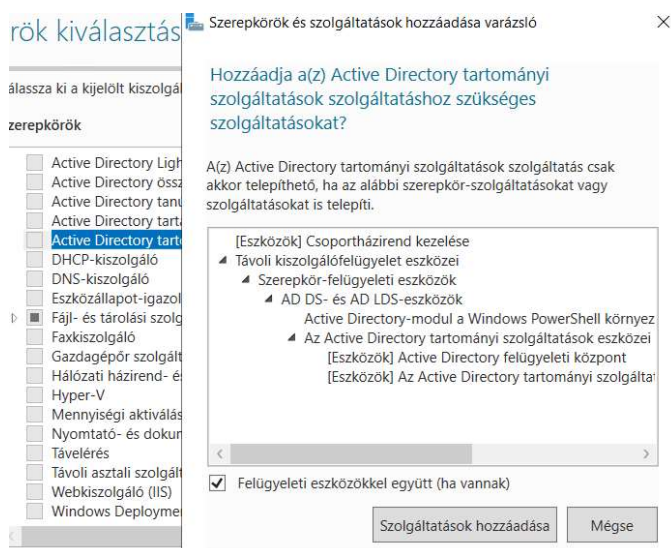 rök kiválasztás
álassza ki a kijelölt kiszolgál
zerepkörök
Active Directory Ligh
Active Directory össz
Active Directory tanú
Active Directory tarta
Active Directory tarto
DHCP-kiszolgáló
DNS-kiszolgáló
Eszközállapot-igazol
Fájl- és tárolási szolg
Faxkiszolgáló
Gazdagépőr szolgált
Hálózati házirend- é
Hyper-V
Mennyiségi aktiválás
Nyomtató- és dokum
Távelérés
Távoli asztali szolgált
Webkiszolgáló (IIS)
Windows Deployme
Szerepkörök és szolgáltatások hozzáadása varázsló
Hozzáadja a(z) Active Directory tartományi
szolgáltatások szolgáltatáshoz szükséges
szolgáltatásokat?
A(z) Active Directory tartományi szolgáltatások szolgáltatás csak
akkor telepíthető, ha az alábbi szerepkör-szolgáltatásokat vagy
szolgáltatásokat is telepíti.
[Eszközök] Csoportházirend kezelése
Távoli kiszolgálófelügyelet eszközei
Szerepkör-felügyeleti eszközök
AD DS- és AD LDS-eszközök
Active Directory-modul a Windows PowerShell környez
Az Active Directory tartományi szolgáltatások eszközei
[Eszközök] Active Directory felügyeleti központ
[Eszközök] Az Active Directory tartományi szolgáltat
Felügyeleti eszközökkel együtt (ha vannak)
Szolgáltatások hozzáadása
Mégse